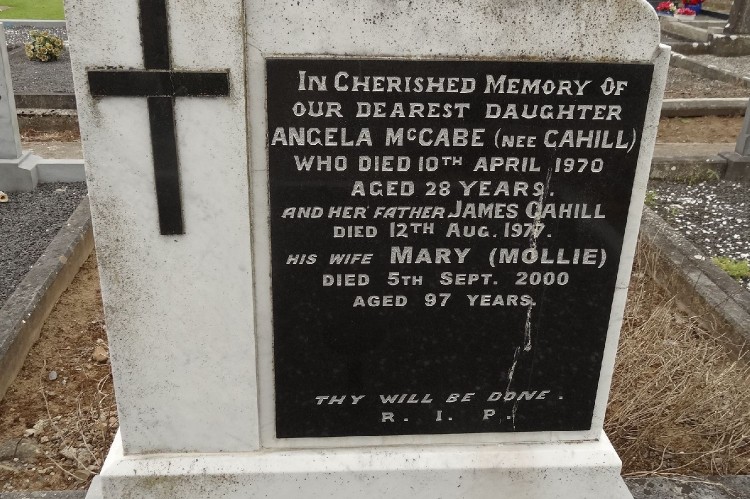 IN CHERISHED MEMORY OF
OUR DEAREST DAUGHTER
ANGELA MCCABE (NEE CAHILL)
WHO DIED 10TH APRIL 1970
AGED 28 YEARS.
AND HER FATHER JAMES CAHILL
DIED 12TH AUG. 1977.
HIS WIFE MARY (MOLLIE)
DIED 5TH SEPT. 2000
AGED 97 YEARS.
THY WILL BE DONE.
R. I. P.